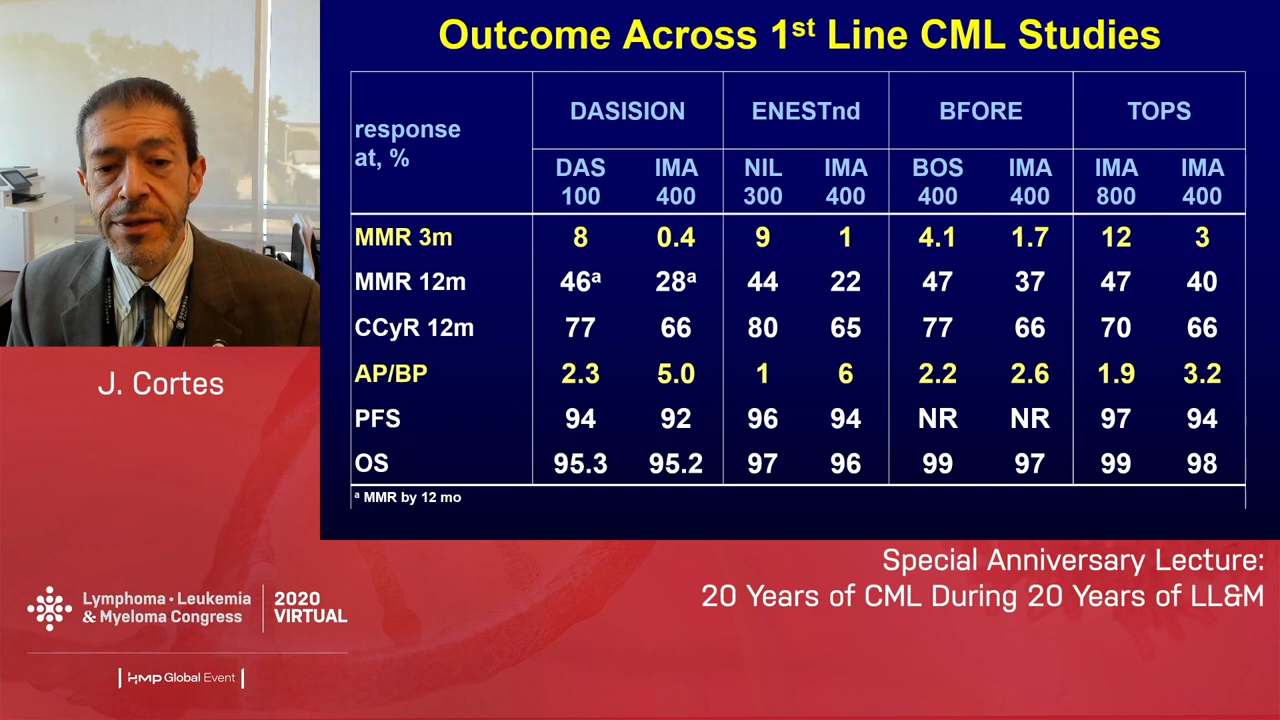 Outcome Across 1st Line CML Studies
response at, %
DASISION ENESTnd BFORE TOPS
DAS 100 IMA 400 NIL 300 IMA 400 BOS 400 IMA 400 IMA 800 IMA 400
MMR 3m 8 0.4 9 1 4.1 1.7 12 3
MMR 12m 46a 28a 44 22 47 37 47 40
CCyR 12m 77 66 80 65 77 66 70 66
AP/BP 2.3 5.0 1 6 2.2 2.6 1.9 3.2
PFS 94 92 96 94 NR NR 97 94
OS 95.3 95.2 97 96 99 97 99 98
a MMR by 12 mo
J. Cortes
Special Anniversary Lecture:
20 Years of CML During 20 Years of LL&M
Lymphoma • Leukemia
& Myeloma Congress
2020
VIRTUAL
HMP Global Event